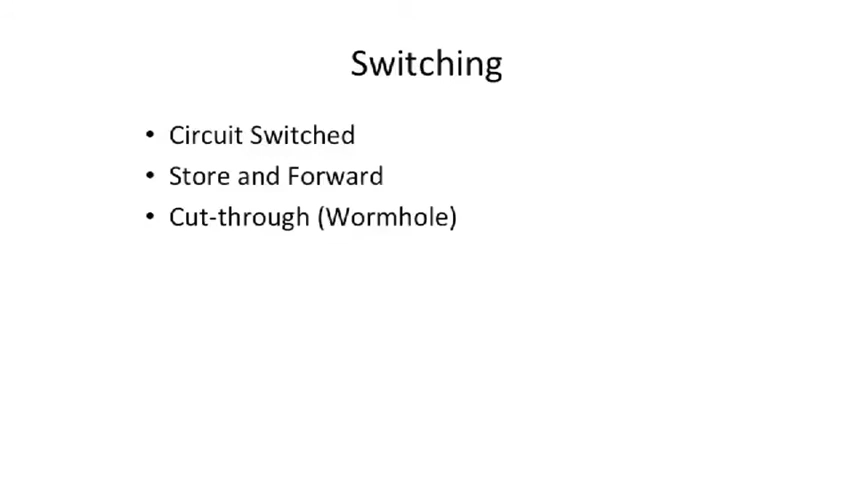 Switching
• Circuit Switched
• Store and Forward
• Cut-through (Wormhole)